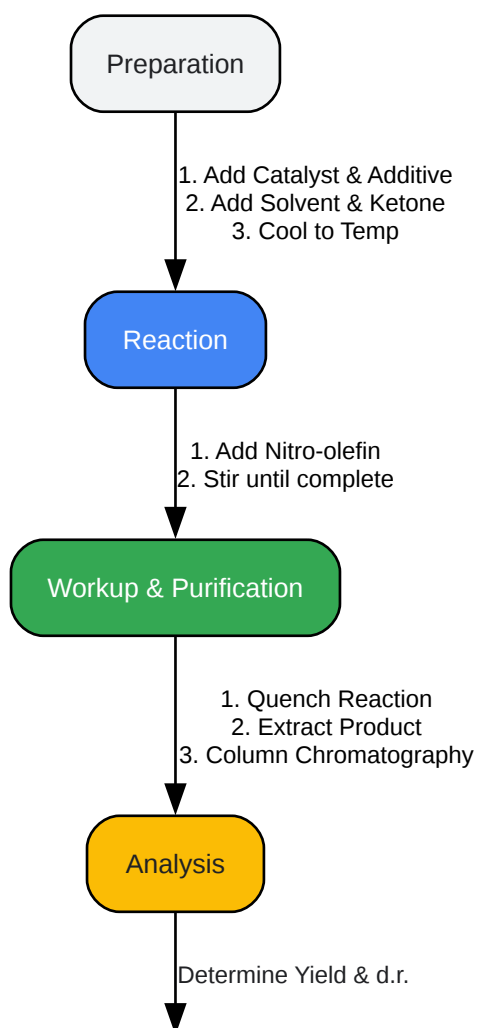 Preparation
1. Add Catalyst & Additive
2. Add Solvent & Ketone
3. Cool to Temp
Reaction
1. Add Nitro-olefin
2. Stir until complete
Workup & Purification
1. Quench Reaction
2. Extract Product
3. Column Chromatography
Analysis
Determine Yield & d.r.